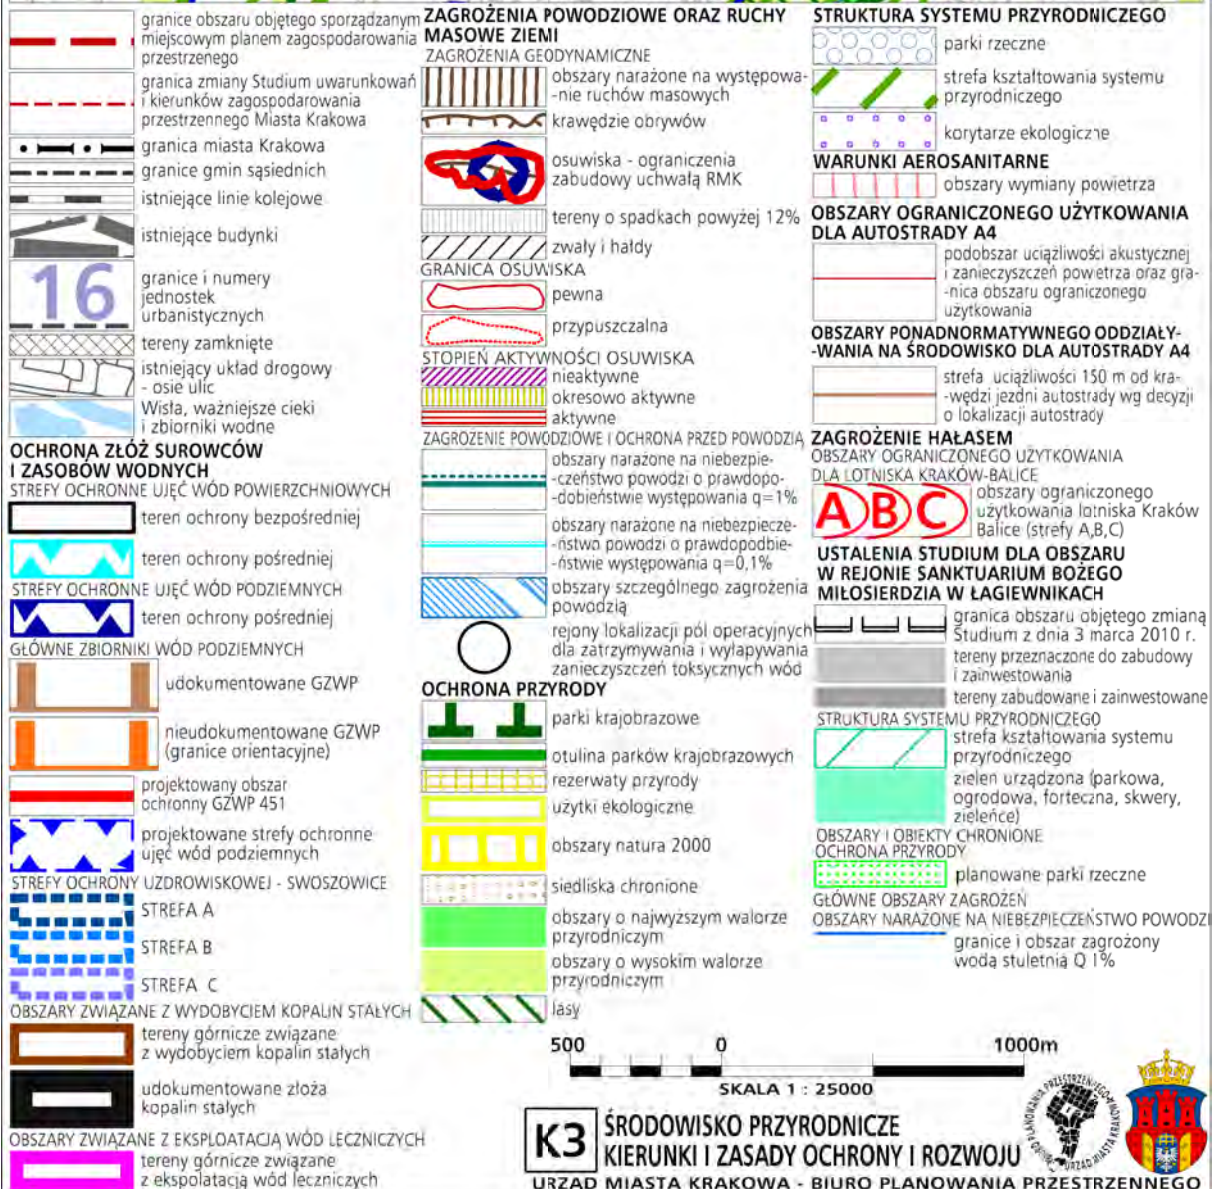 granice obszaru objętego sporządzanym
miejscowym planem zagospodarowania
przestrzenego
granica zmiany Studium uwarunkowań
i kierunków zagospodarowania
przestrzennego Miasta Krakowa
granica miasta Krakowa
granice gmin sąsiednich
istniejące linie kolejowe
istniejące budynki
16
granice i numery
jednostek
urbanistycznych
tereny zamknięte
istniejący układ drogowy
- osie ulic
Wisła, ważniejsze cieki
i zbiorniki wodne
OCHRONA ZŁÓŻ SUROWCÓW
I ZASOBÓW WODNYCH
STREFY OCHRONNE UJĘĆ WÓD POWIERZCHNIOWYCH
teren ochrony bezpośredniej
teren ochrony pośredniej
STREFY OCHRONNE UJĘĆ WÓD PODZIEMNYCH
teren ochrony pośredniej
GŁÓWNE ZBIORNIKI WÓD PODZIEMNYCH
udokumentowane GZWP
nieudokumentowane GZWP
(granice orientacyjne)
projektowany obszar
ochronny GZWP 451
projektowane strefy ochronne
ujęć wód podziemnych
STREFY OCHRONY UZDROWISKOWEJ - SWOSZOWICE
STREFA A
STREFA B
STREFA C
OBSZARY ZWIĄZANE Z WYDOBYCIEM KOPALIN STAŁYCH
tereny górnicze związane
z wydobyciem kopalin stałych
udokumentowane złoża
kopalin stałych
OBSZARY ZWIĄZANE Z EKSPLOATACJĄ WÓD LECZNICZYCH
tereny górnicze związane
z ekspolatacją wód leczniczych
ZAGROŻENIA POWODZIOWE ORAZ RUCHY
MASOWE ZIEMI
ZAGROŻENIA GEODYNAMICZNE
obszary narażone na występowa-
-nie ruchów masowych
krawędzie obrywów
osuwiska - ograniczenia
zabudowy uchwałą RMK
tereny o spadkach powyżej 12%
zwały i hałdy
GRANICA OSUWISKA
pewna
przypuszczalna
STOPIEŃ AKTYWNOŚCI OSUWISKA
nieaktywne
okresowo aktywne
aktywne
ZAGROŻENIE POWODZIOWE I OCHRONA PRZED POWODZIĄ
obszary narażone na niebezpie-
-czeństwo powodzi o prawdopo-
-dobieństwie występowania q=1%
obszary narażone na niebezpiecze-
-ństwo powodzi o prawdopodbie-
-ństwie występowania q=0,1%
obszary szczególnego zagrożenia
powodzią
rejony lokalizacji pól operacyjnych
dla zatrzymywania i wyłapywania
zanieczyszczeń toksycznych wód
OCHRONA PRZYRODY
parki krajobrazowe
otulina parków krajobrazowych
rezerwaty przyrody
użytki ekologiczne
obszary natura 2000
siedliska chronione
obszary o najwyższym walorze
przyrodniczym
obszary o wysokim walorze
przyrodniczym
lasy
STRUKTURA SYSTEMU PRZYRODNICZEGO
parki rzeczne
strefa kształtowania systemu
przyrodniczego
korytarze ekologiczne
WARUNKI AEROSANITARNE
obszary wymiany powietrza
OBSZARY OGRANICZONEGO UŻYTKOWANIA
DLA AUTOSTRADY A4
podobszar uciążliwości akustycznej
i zanieczyszczeń powietrza oraz gra-
-nica obszaru ograniczonego
użytkowania
OBSZARY PONADNORMATYWNEGO ODDZIAŁY-
-WANIA NA ŚRODOWISKO DLA AUTOSTRADY A4
strefa uciążliwości 150 m od kra-
-wędzi jezdni autostrady wg decyzji
o lokalizacji autostrady
ZAGROŻENIE HAŁASEM
OBSZARY OGRANICZONEGO UŻYTKOWANIA
DLA LOTNISKA KRAKÓW-BALICE
A B C
obszary ograniczonego
użytkowania lotniska Kraków
Balice (strefy A,B,C)
USTALENIA STUDIUM DLA OBSZARU
W REJONIE SANKTUARIUM BOŻEGO
MIŁOSIERDZIA W ŁAGIEWNIKACH
granica obszaru objętego zmianą
Studium z dnia 3 marca 2010 r.
tereny przeznaczone do zabudowy
i zainwestowania
tereny zabudowane i zainwestowane
STRUKTURA SYSTEMU PRZYRODNICZEGO
strefa kształtowania systemu
przyrodniczego
zieleń urządzona (parkowa,
ogrodowa, forteczna, skwery,
zieleńce)
OBSZARY I OBIEKTY CHRONIONE
OCHRONA PRZYRODY
planowane parki rzeczne
GŁÓWNE OBSZARY ZAGROŻEŃ
OBSZARY NARAŻONE NA NIEBEZPIECZEŃSTWO POWODZI
granice i obszar zagrożony
wodą stuletnią Q 1%
500 0 1000m
SKALA 1 : 25000
K3
ŚRODOWISKO PRZYRODNICZE
KIERUNKI I ZASADY OCHRONY I ROZWOJU
URZĄD MIASTA KRAKOWA - BIURO PLANOWANIA PRZESTRZENNEGO